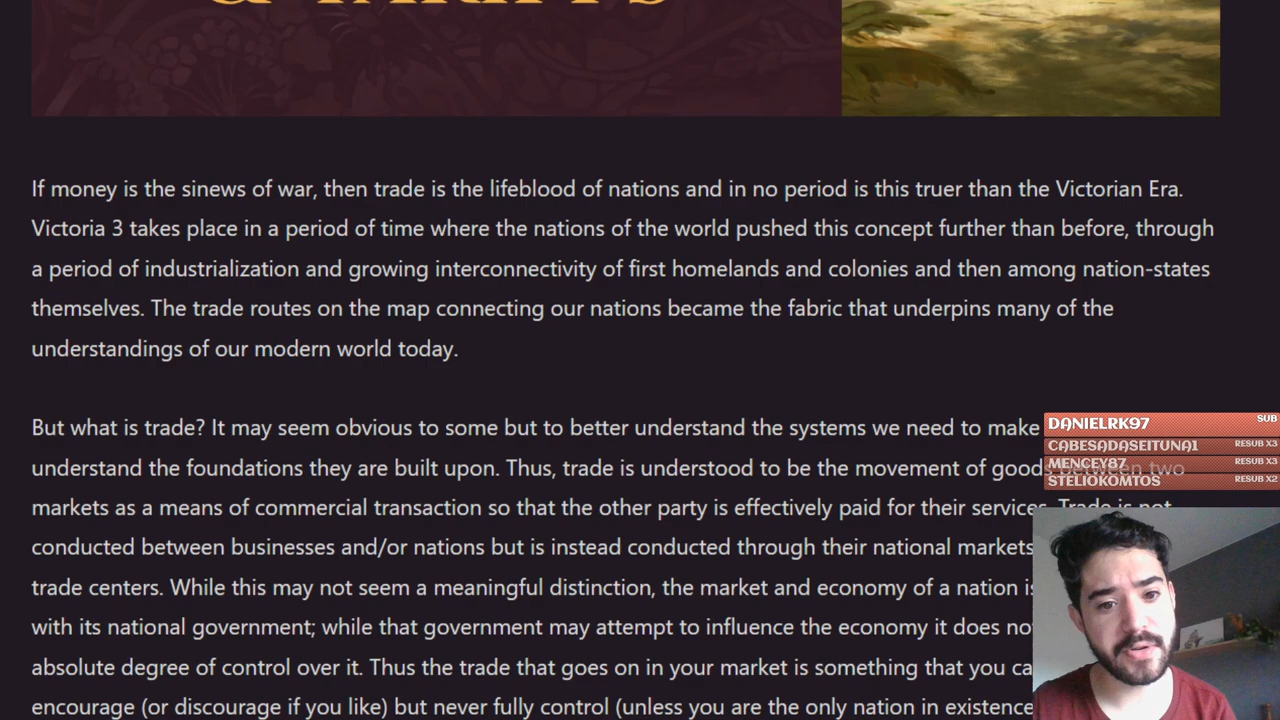 & TARIFFS
If money is the sinews of war, then trade is the lifeblood of nations and in no period is this truer than the Victorian Era.
Victoria 3 takes place in a period of time where the nations of the world pushed this concept further than before, through
a period of industrialization and growing interconnectivity of first homelands and colonies and then among nation-states
themselves. The trade routes on the map connecting our nations became the fabric that underpins many of the
understandings of our modern world today.
But what is trade? It may seem obvious to some but to better understand the systems we need to make
understand the foundations they are built upon. Thus, trade is understood to be the movement of goods between two
markets as a means of commercial transaction so that the other party is effectively paid for their services. Trade is not
conducted between businesses and/or nations but is instead conducted through their national markets
trade centers. While this may not seem a meaningful distinction, the market and economy of a nation
with its national government; while that government may attempt to influence the economy it does
absolute degree of control over it. Thus the trade that goes on in your market is something that you
encourage (or discourage if you like) but never fully control (unless you are the only nation in existence
DANIELRK97 SUB
CABESADASEITUNA1 RESUB X3
MENCEY87 RESUB X3
STELIOKOMTOS RESUB X2